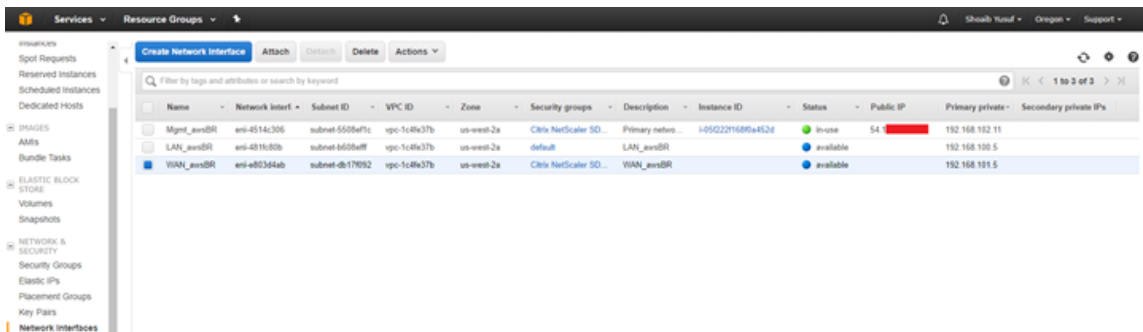 Services Resource Groups Shoaib Yusuf Oregon Support
Instances
Spot Requests
Reserved Instances
Scheduled Instances
Dedicated Hosts
IMAGES
AMIs
Bundle Tasks
ELASTIC BLOCK STORE
Volumes
Snapshots
NETWORK & SECURITY
Security Groups
Elastic IPs
Placement Groups
Key Pairs
Network Interfaces
Create Network Interface Attach Detach Delete Actions
Filter by tags and attributes or search by keyword 1 to 3 of 3
Name Network interf. Subnet ID VPC ID Zone Security groups Description Instance ID Status Public IP Primary private Secondary private IPs
Mgmt_awsBR eni-4514c306 subnet-5508ef1c vpc-1c4fe37b us-west-2a Citrix NetScaler SD... Primary netwo... i-05f222f168f0a452d in-use 54.1 192.168.102.11
LAN_awsBR eni-481fc80b subnet-b608efff vpc-1c4fe37b us-west-2a default LAN_awsBR available 192.168.100.5
WAN_awsBR eni-e803d4ab subnet-db17f092 vpc-1c4fe37b us-west-2a Citrix NetScaler SD... WAN_awsBR available 192.168.101.5